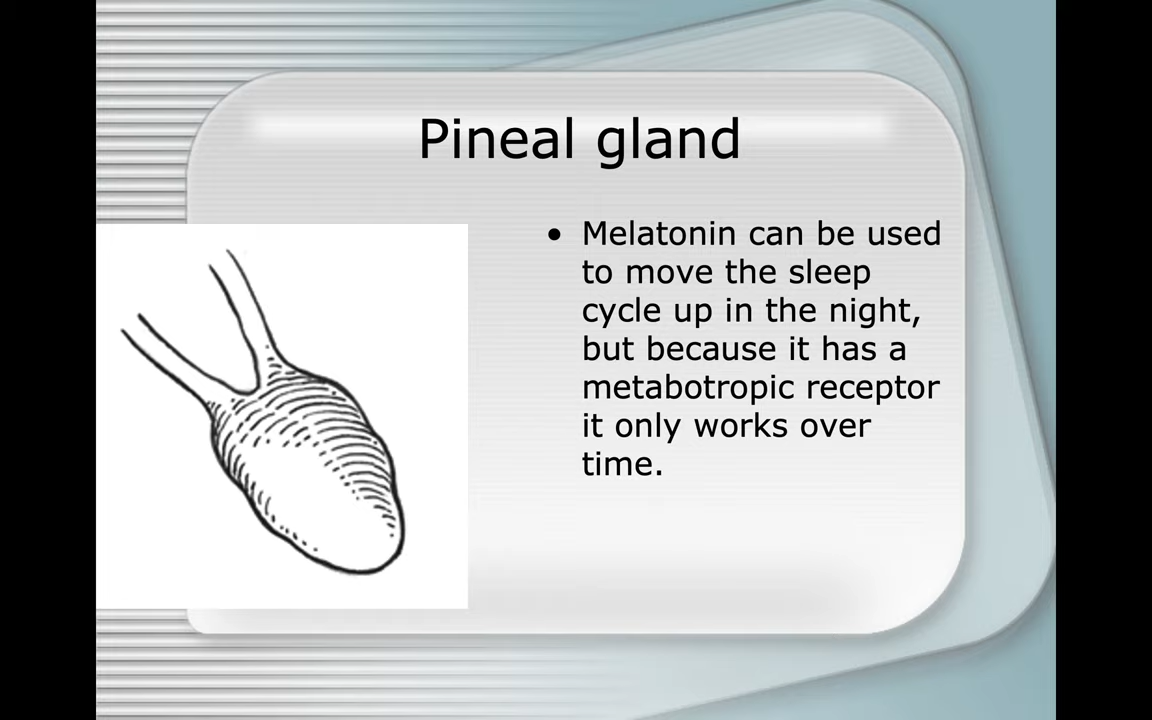 Pineal gland
• Melatonin can be used
to move the sleep
cycle up in the night,
but because it has a
metabotropic receptor
it only works over
time.